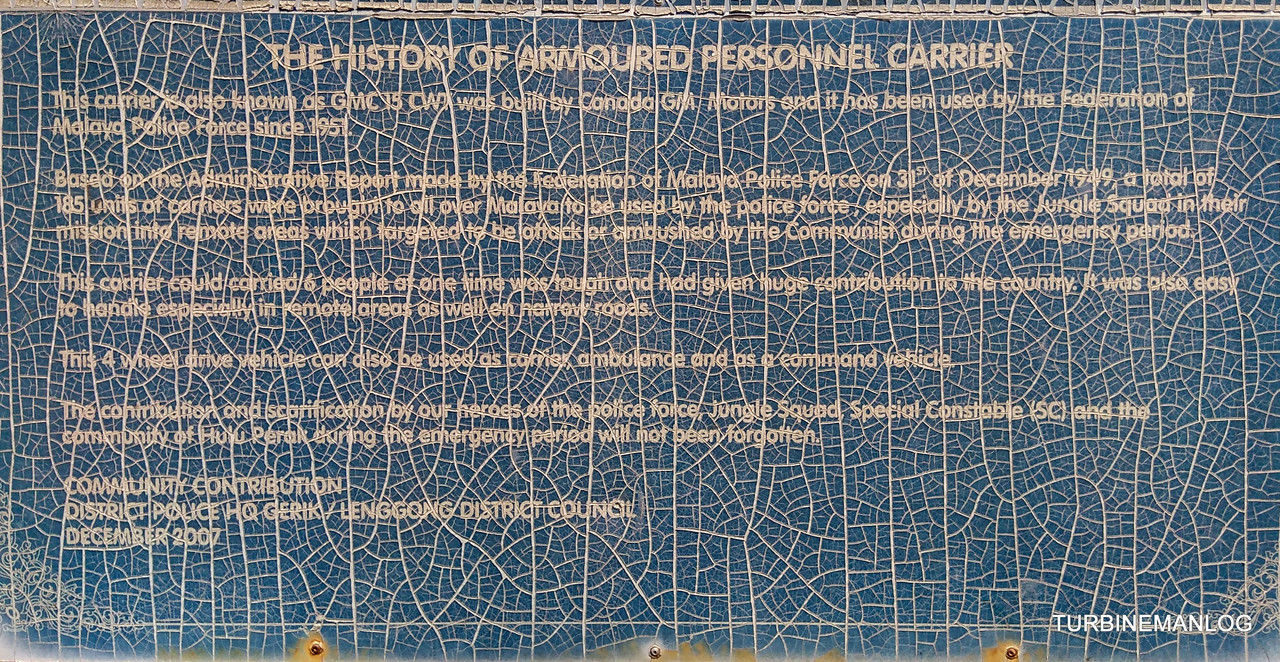 THE HISTORY OF ARMOURED PERSONNEL CARRIER
This carrier is also known as GMC 15 CWT was built by Canada GM Motors and it has been used by the Federation of
Malaya Police Force since 1951.
Based on the Administrative Report made by the Federation of Malaya Police Force on 31st of December 1949, a total of
185 units of carriers were brought to all over Malaya to be used by the police force, especially by the Jungle Squad in their
mission into remote areas which targeted to be attack or ambushed by the Communist during the emergency period.
This carrier could carried 6 people at one time was tough and had given huge contribution to the country. It was also easy
to handle especially in remote areas as well on narrow roads.
This 4 wheel drive vehicle can also be used as carrier, ambulance and as a command vehicle.
The contribution and scarification by our heroes of the police force, Jungle Squad, Special Constable (SC) and the
community of Hulu Perak during the emergency period will not been forgotten.
COMMUNITY CONTRIBUTION
DISTRICT POLICE HQ GERIK / LENGGONG DISTRICT COUNCIL
DECEMBER 2007
TURBINEMANLOG